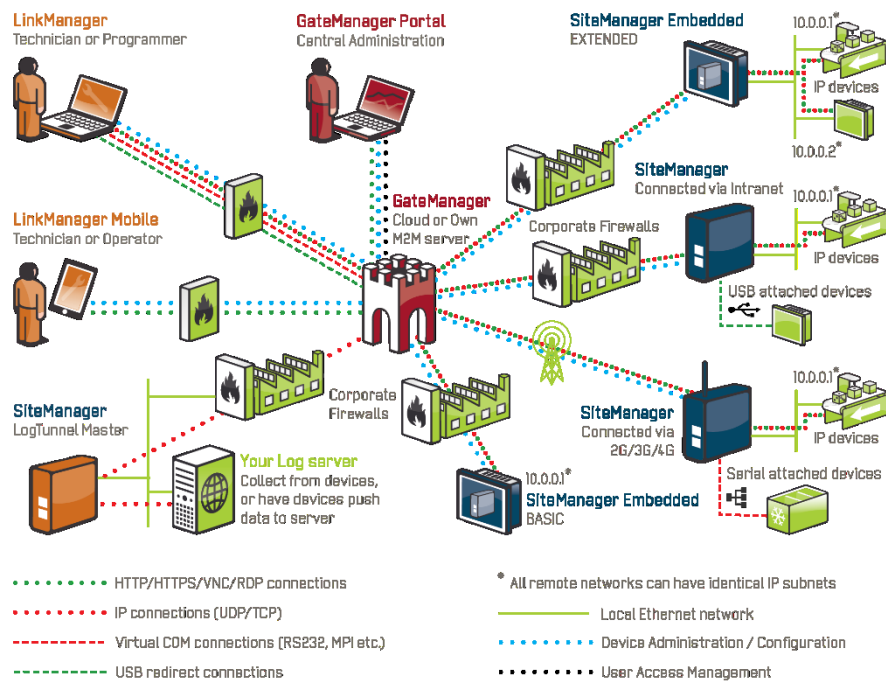 LinkManager
Technician or Programmer
GateManager Portal
Central Administration
SiteManager Embedded
EXTENDED
10.0.0.1*
IP devices
10.0.0.2*
LinkManager Mobile
Technician or Operator
GateManager
Cloud or Own
M2M server
Corporate Firewalls
SiteManager
Connected via Intranet
10.0.0.1*
IP devices
USB attached devices
SiteManager
LogTunnel Master
Corporate
Firewalls
Your Log server
Collect from devices,
or have devices push
data to server
10.0.0.1*
SiteManager Embedded
BASIC
SiteManager
Connected via
2G/3G/4G
10.0.0.1*
IP devices
Serial attached devices
HTTP/HTTPS/VNC/RDP connections
IP connections (UDP/TCP)
Virtual COM connections (RS232, MPI etc.)
USB redirect connections
* All remote networks can have identical IP subnets
Local Ethernet network
Device Administration / Configuration
User Access Management